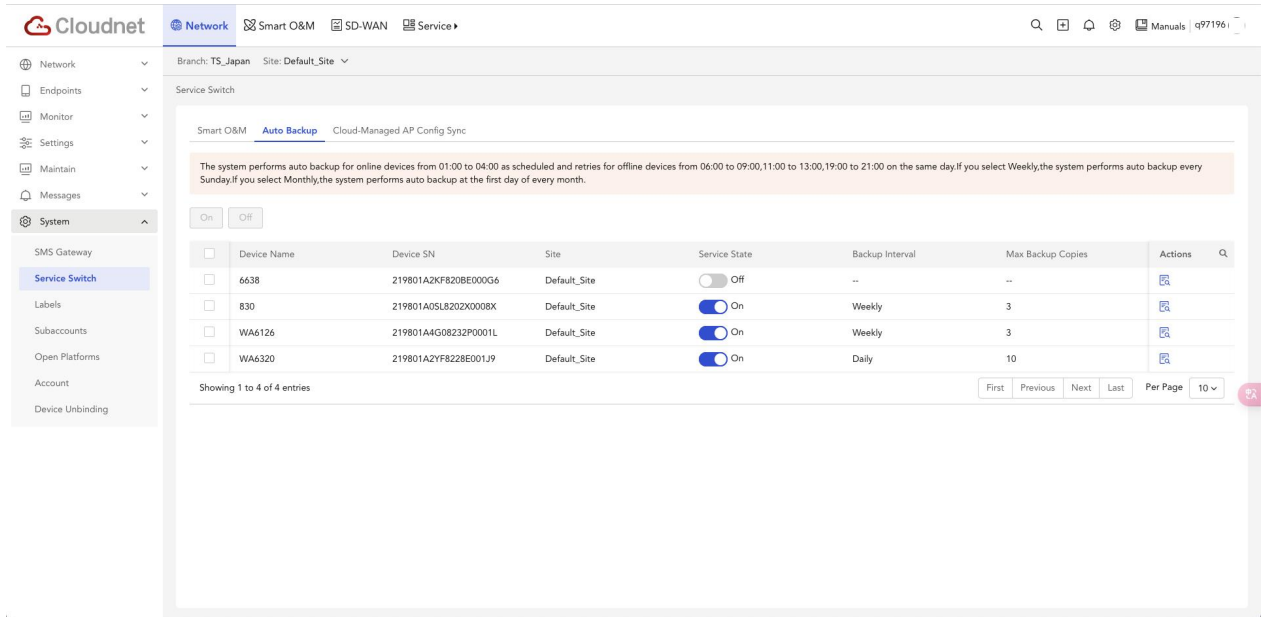 Cloudnet
Network Smart O&M SD-WAN Service
Manuals q97196
Network
Endpoints
Monitor
Settings
Maintain
Messages
System
SMS Gateway
Service Switch
Labels
Subaccounts
Open Platforms
Account
Device Unbinding
Branch: TS_Japan Site: Default_Site
Service Switch
Smart O&M Auto Backup Cloud-Managed AP Config Sync
The system performs auto backup for online devices from 01:00 to 04:00 as scheduled and retries for offline devices from 06:00 to 09:00,11:00 to 13:00,19:00 to 21:00 on the same day.If you select Weekly,the system performs auto backup every
Sunday.If you select Monthly,the system performs auto backup at the first day of every month.
On Off
Device Name Device SN Site Service State Backup Interval Max Backup Copies Actions
6638 219801A2KF820BE000G6 Default_Site Off -- --
830 219801A0SL8202X0008X Default_Site On Weekly 3
WA6126 219801A4G08232P0001L Default_Site On Weekly 3
WA6320 219801A2YF8228E001J9 Default_Site On Daily 10
Showing 1 to 4 of 4 entries First Previous Next Last Per Page 10